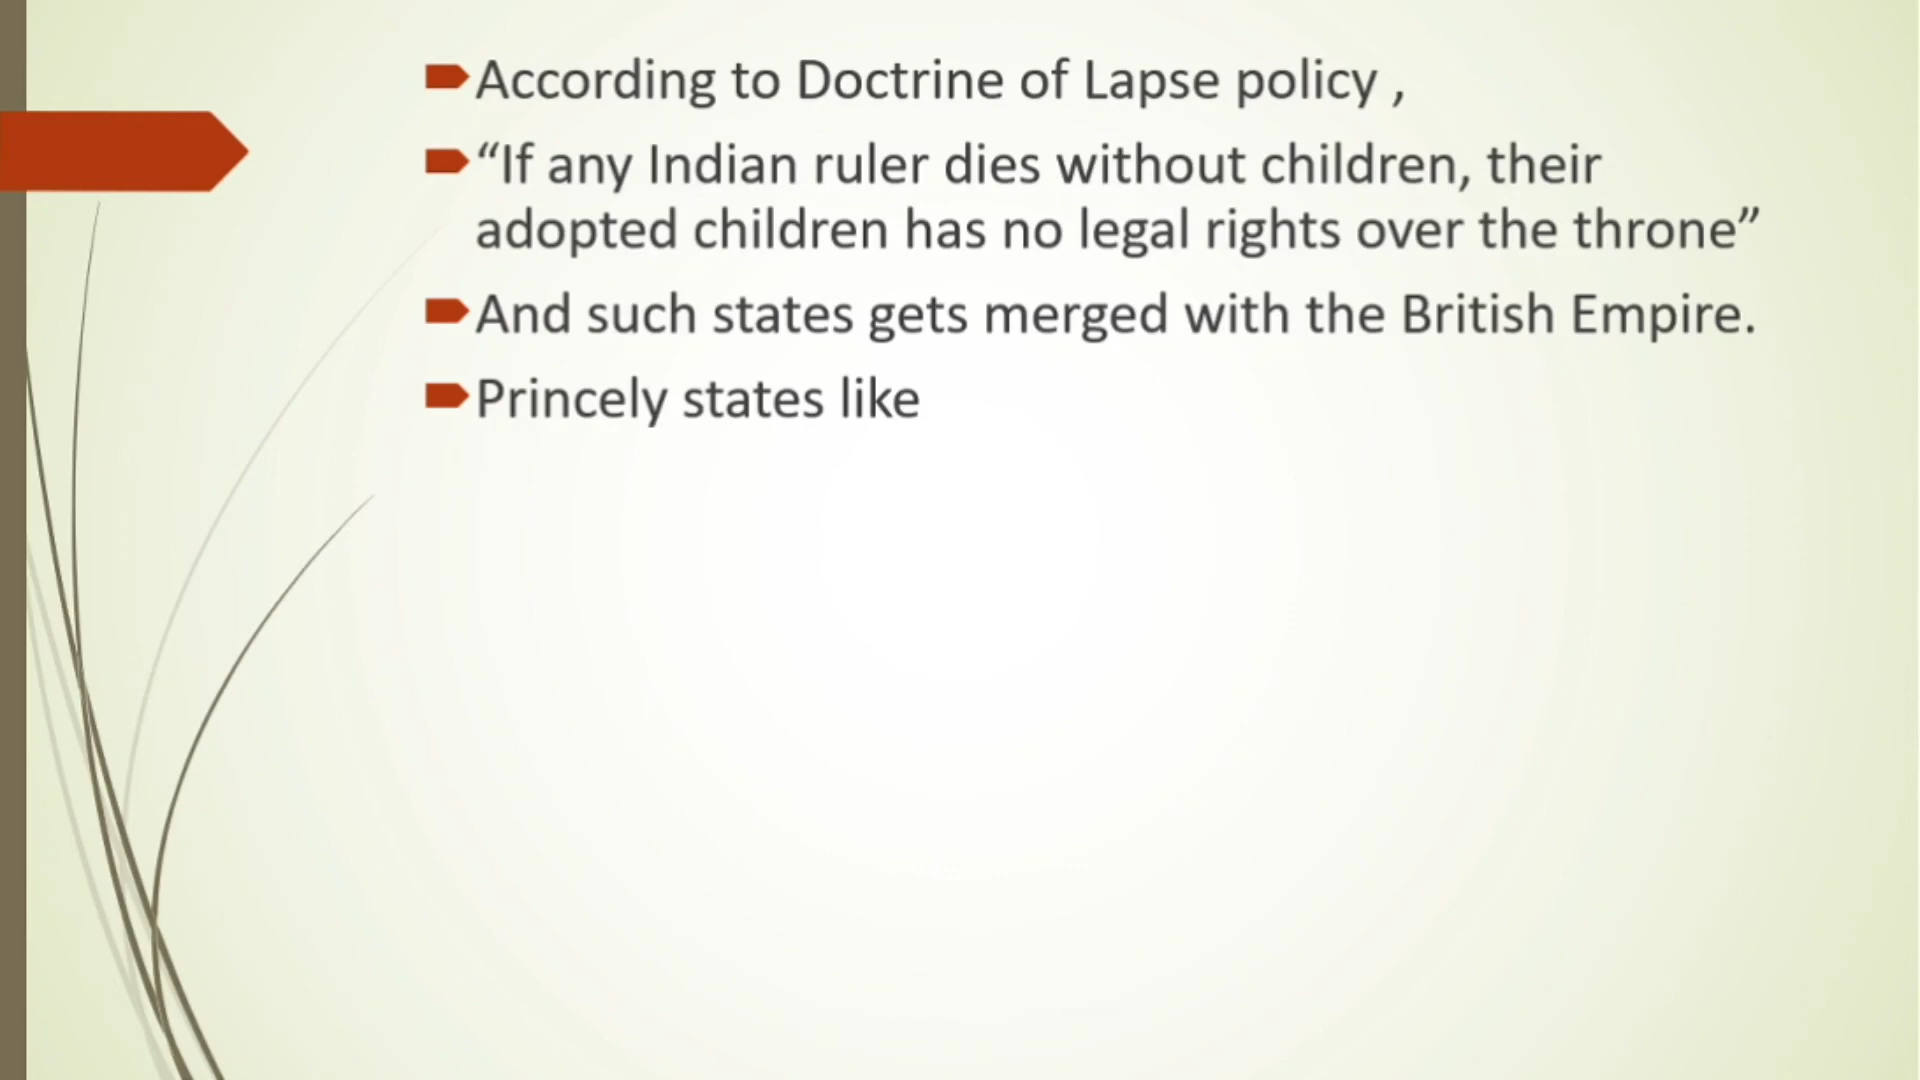 According to Doctrine of Lapse policy ,
“If any Indian ruler dies without children, their
adopted children has no legal rights over the throne”
And such states gets merged with the British Empire.
Princely states like